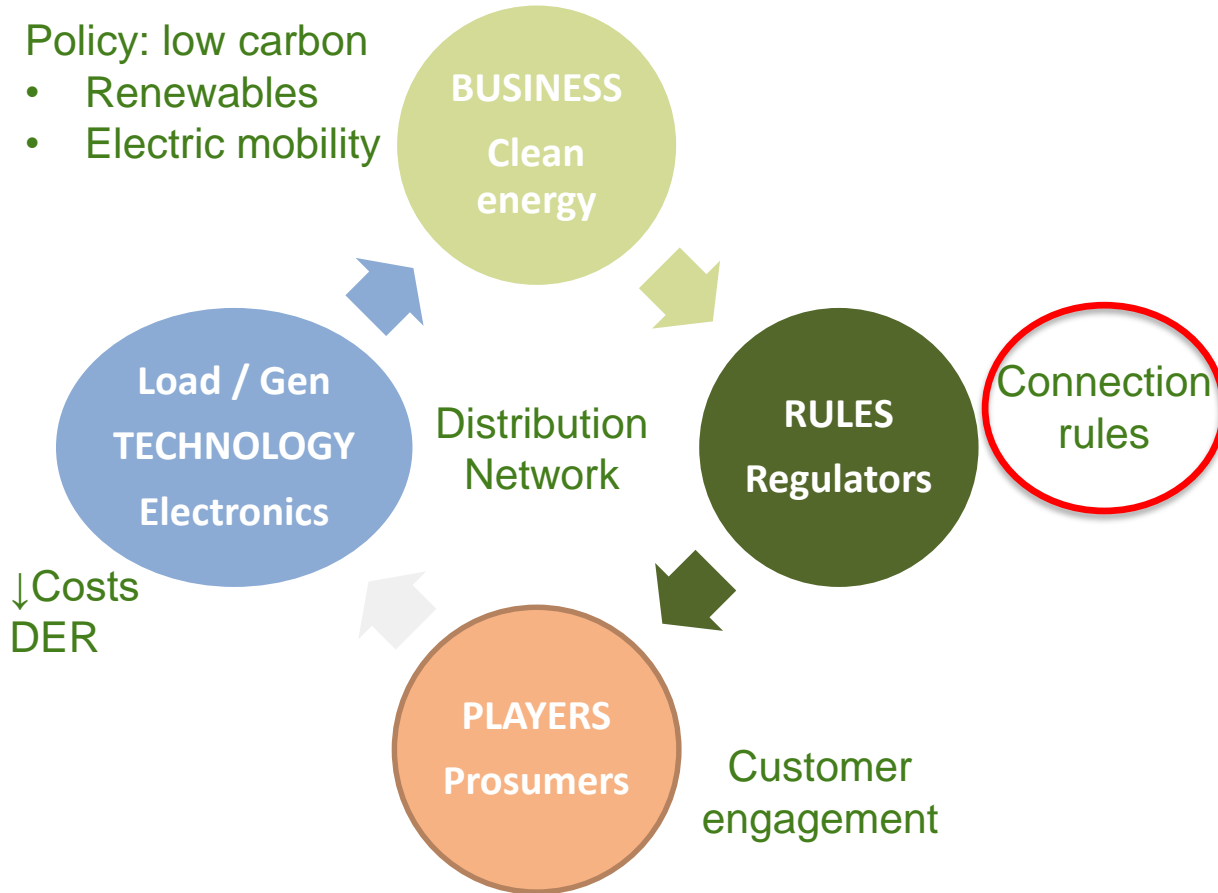 Policy: low carbon
• Renewables
• Electric mobility
BUSINESS
Clean
energy
Load / Gen
TECHNOLOGY
Electronics
Distribution
Network
RULES
Regulators
Connection
rules
↓Costs
DER
PLAYERS
Prosumers
Customer
engagement